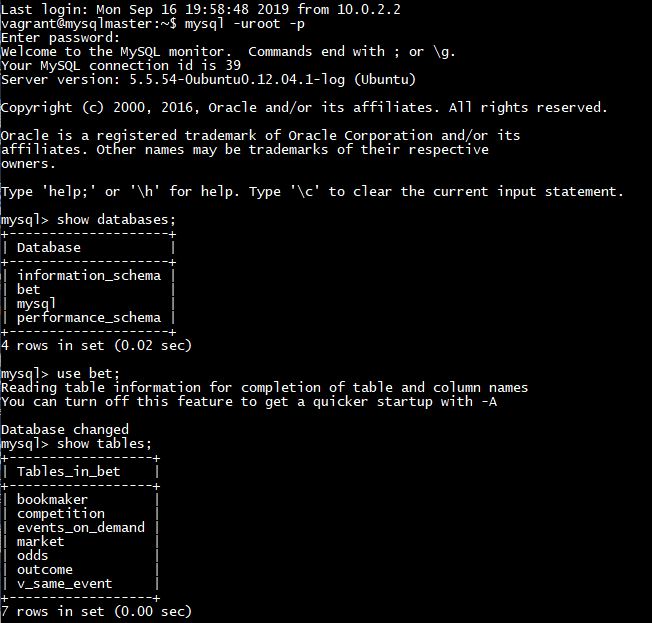 Last login: Mon Sep 16 19:58:48 2019 from 10.0.2.2
vagrant@mysqlmaster:~$ mysql -uroot -p
Enter password:
Welcome to the MySQL monitor.  Commands end with ; or \g.
Your MySQL connection id is 39
Server version: 5.5.54-0ubuntu0.12.04.1-log (Ubuntu)

Copyright (c) 2000, 2016, Oracle and/or its affiliates. All rights reserved.

Oracle is a registered trademark of Oracle Corporation and/or its
affiliates. Other names may be trademarks of their respective
owners.

Type 'help;' or '\h' for help. Type '\c' to clear the current input statement.

mysql> show databases;
+--------------------+
| Database           |
+--------------------+
| information_schema |
| bet                |
| mysql              |
| performance_schema |
+--------------------+
4 rows in set (0.02 sec)

mysql> use bet;
Reading table information for completion of table and column names
You can turn off this feature to get a quicker startup with -A

Database changed
mysql> show tables;
+------------------+
| Tables_in_bet    |
+------------------+
| bookmaker        |
| competition      |
| events_on_demand |
| market           |
| odds             |
| outcome          |
| v_same_event     |
+------------------+
7 rows in set (0.00 sec)